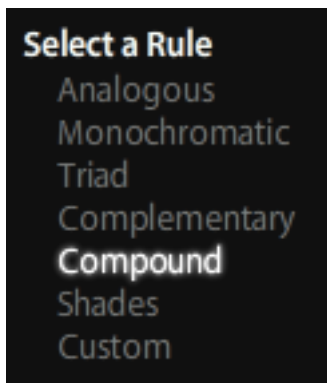 Select a Rule
Analogous
Monochromatic
Triad
Complementary
Compound
Shades
Custom